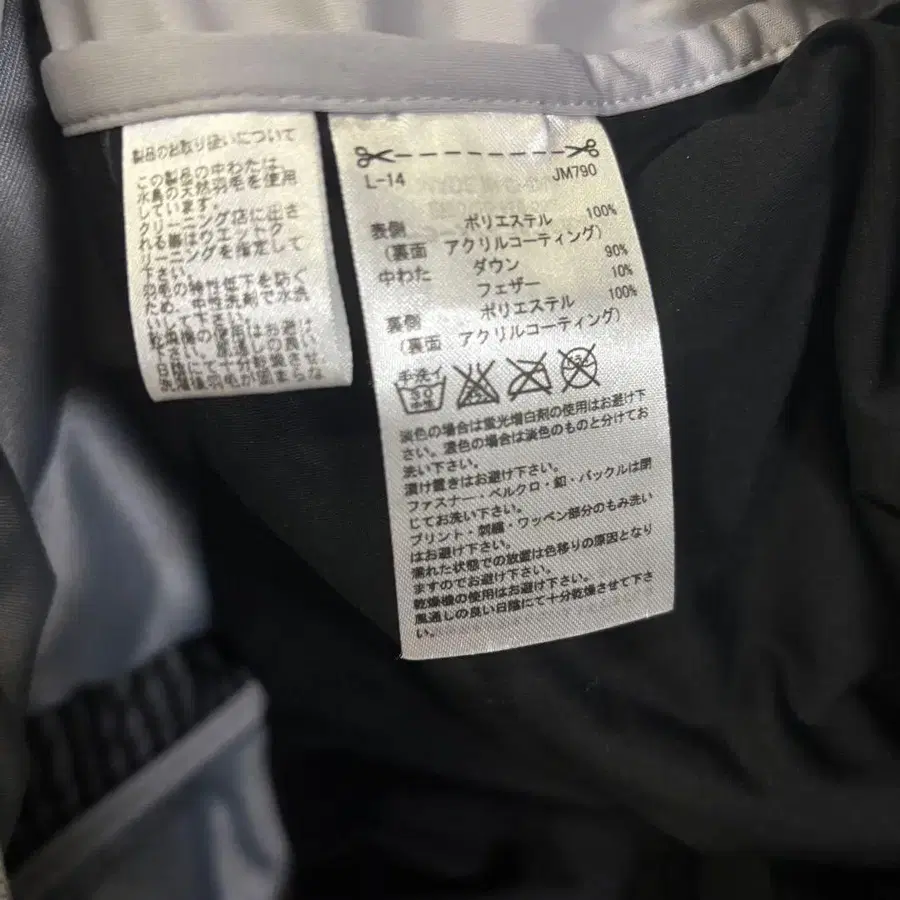 製品のお取り扱いについて
この製品の中わたは、
水鳥の天然羽毛を使用
しています。
クリーニング店に出さ
れる際はウエットク
リーニングを指定して
下さい。
羽毛の特性低下を防ぐ
ため、中性洗剤で水洗
いして下さい。
乾燥機の使用はお避け
下さい。風通しの良い
日陰にて十分乾燥させ、
洗濯後羽毛が固まらな
L-14 JM790
表側 ポリエステル 100%
(裏面 アクリルコーティング)
中わた ダウン 90%
フェザー 10%
裏側 ポリエステル 100%
(裏面 アクリルコーティング)
手洗イ
30
中性
淡色の場合は蛍光増白剤の使用はお避け下
さい。濃色の場合は淡色のものと分けてお
洗い下さい。
漬け置きはお避け下さい。
ファスナー・ベルクロ・釦・バックルは閉
じてお洗い下さい。
プリント・刺繍・ワッペン部分のもみ洗い
はお避け下さい。
濡れた状態での放置は色移りの原因となり
ますのでお避け下さい。
乾燥機の使用はお避け下さい。
風通しの良い日陰にて十分乾燥させて下さ
い。